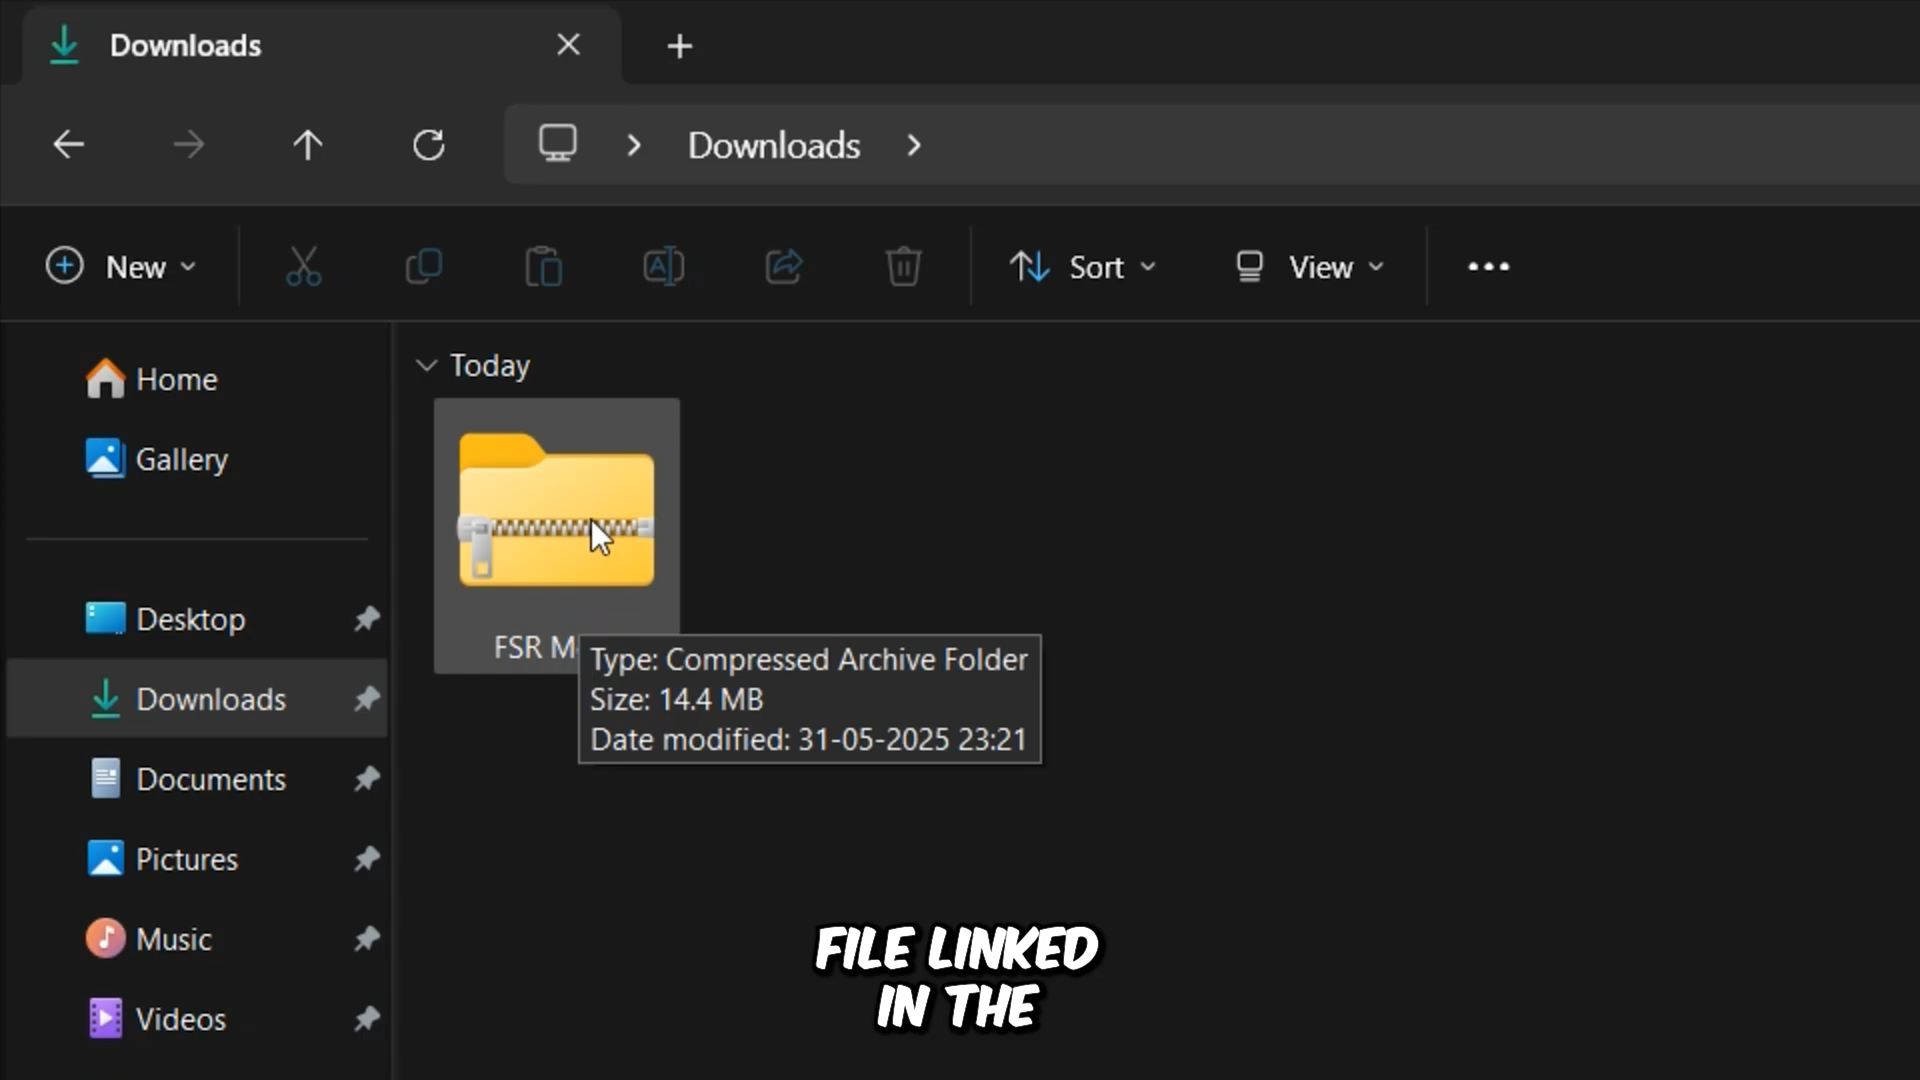 Downloads
Downloads
New
Sort
View
Home
Gallery
Desktop
Downloads
Documents
Pictures
Music
Videos
Today
FSR
Type: Compressed Archive Folder
Size: 14.4 MB
Date modified: 31-05-2025 23:21
FILE LINKED
IN THE